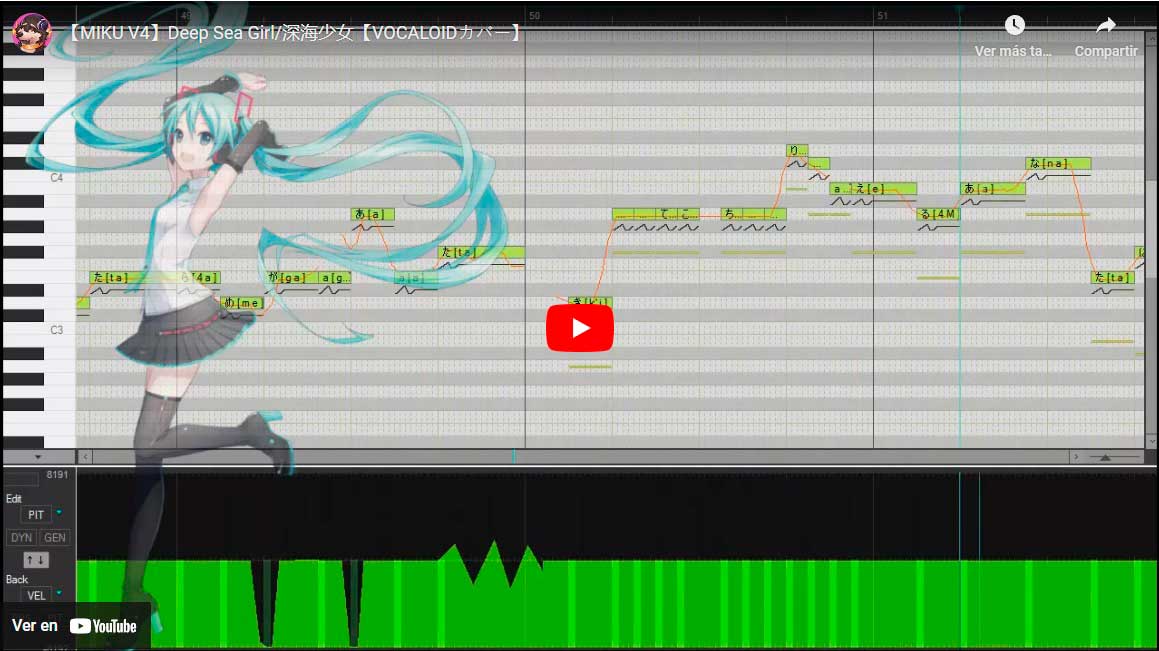 49
50
51
【MIKU V4】Deep Sea Girl/深海少女【VOCALOIDカバー】
Ver más ta...
Compartir
り...
...
な[na]
C4
a... え[e]
あ[a]
あ[a]
... て... こ...
ち... ...
る[4M
た[ta]
た[ta]
[4a]
が[ga]
a[g...
a[a]
た[ta]
め[me
き[ki]
C3
8191
Edit
PIT
DYN
GEN
Back
VEL
Ver en YouTube